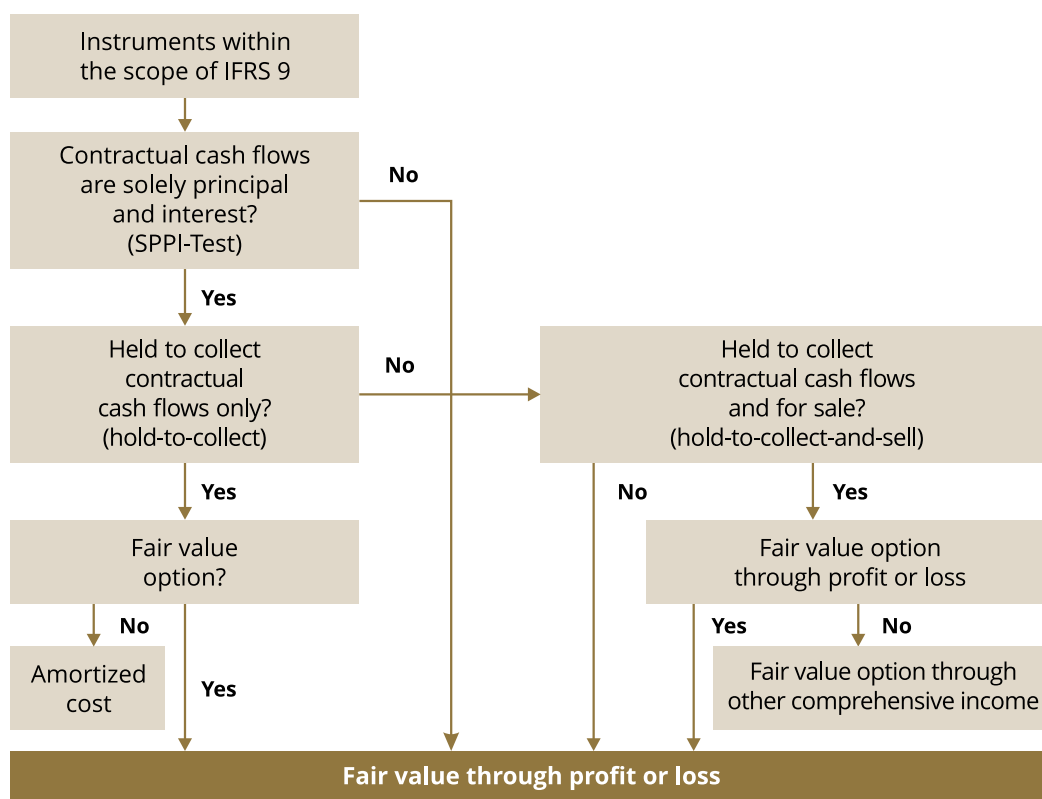 Instruments within
the scope of IFRS 9
Contractual cash flows
are solely principal
and interest?
(SPPI-Test)
No
Yes
Held to collect
contractual
cash flows only?
(hold-to-collect)
No
Held to collect
contractual cash flows
and for sale?
(hold-to-collect-and-sell)
Yes
No
Yes
Fair value
option?
Fair value option
through profit or loss
No
Yes
Yes
No
Amortized
cost
Fair value option through
other comprehensive income
Fair value through profit or loss